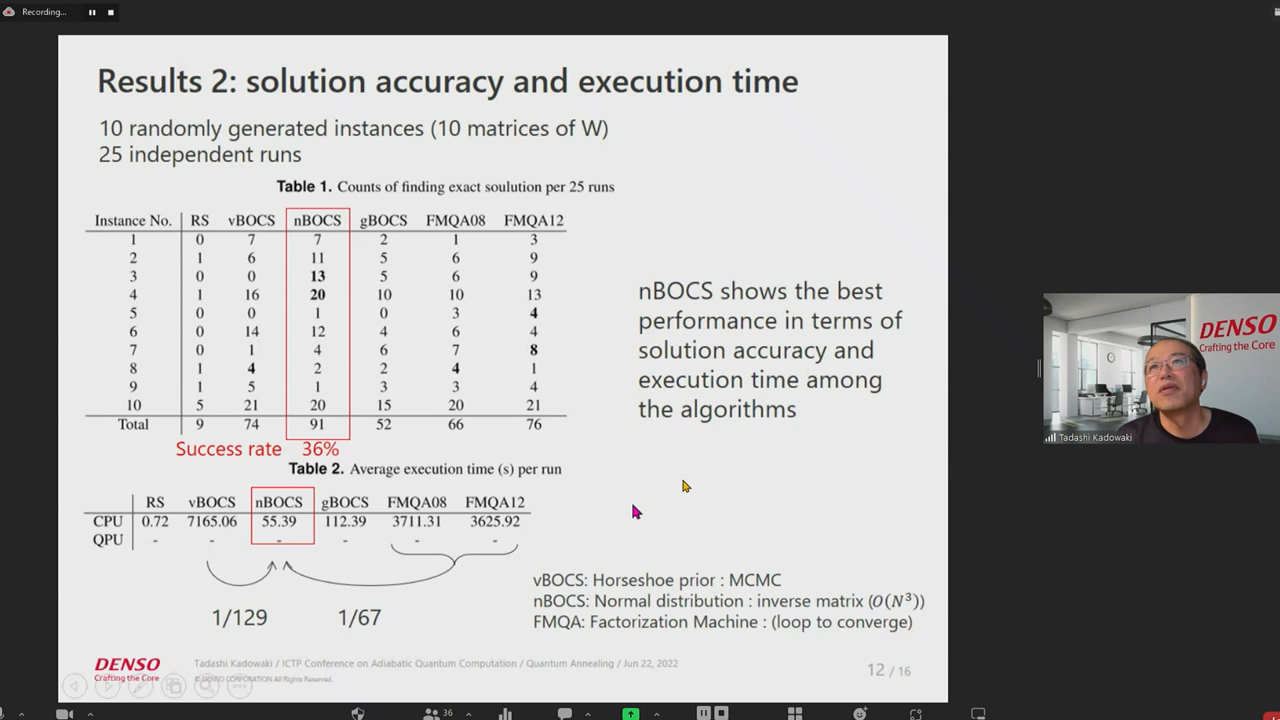 Recording...
Results 2: solution accuracy and execution time
10 randomly generated instances (10 matrices of W)
25 independent runs
Table 1. Counts of finding exact soulution per 25 runs
Instance No. RS vBOCS nBOCS gBOCS FMQA08 FMQA12
1 0 7 7 2 1 3
2 1 6 11 5 6 9
3 0 0 13 5 6 9
4 1 16 20 10 10 13
5 0 0 1 0 3 4
6 0 14 12 4 6 4
7 0 1 4 6 7 8
8 1 4 2 2 4 1
9 1 5 1 3 3 4
10 5 21 20 15 20 21
Total 9 74 91 52 66 76
Success rate 36%
nBOCS shows the best
performance in terms of
solution accuracy and
execution time among
the algorithms
Table 2. Average execution time (s) per run
RS vBOCS nBOCS gBOCS FMQA08 FMQA12
CPU 0.72 7165.06 55.39 112.39 3711.31 3625.92
QPU - - - - - -
1/129 1/67
vBOCS: Horseshoe prior : MCMC
nBOCS: Normal distribution : inverse matrix (O(N³))
FMQA: Factorization Machine : (loop to converge)
DENSO
Crafting the Core
Tadashi Kadowaki / ICTP Conference on Adiabatic Quantum Computation / Quantum Annealing / Jun 22, 2022
© DENSO CORPORATION All Rights Reserved.
12 / 16
DENSO
Crafting the Core
Tadashi Kadowaki
36